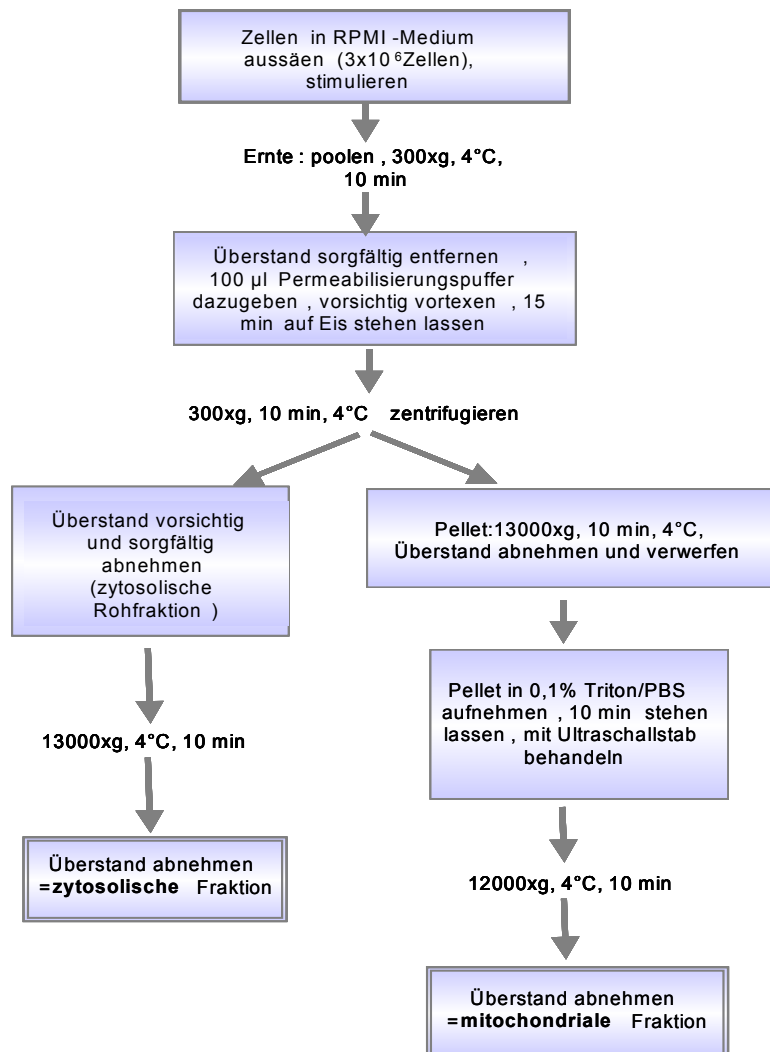 Zellen in RPMI -Medium
aussäen (3x10 ⁶Zellen),
stimulieren
Ernte : poolen , 300xg, 4°C,
10 min
Überstand sorgfältig entfernen ,
100 µl Permeabilisierungspuffer
dazugeben , vorsichtig vortexen , 15
min auf Eis stehen lassen
300xg, 10 min, 4°C zentrifugieren
Überstand vorsichtig
und sorgfältig
abnehmen
(zytosolische
Rohfraktion )
13000xg, 4°C, 10 min
Überstand abnehmen
=zytosolische Fraktion
Pellet:13000xg, 10 min, 4°C,
Überstand abnehmen und verwerfen
Pellet in 0,1% Triton/PBS
aufnehmen , 10 min stehen
lassen , mit Ultraschallstab
behandeln
12000xg, 4°C, 10 min
Überstand abnehmen
=mitochondriale Fraktion